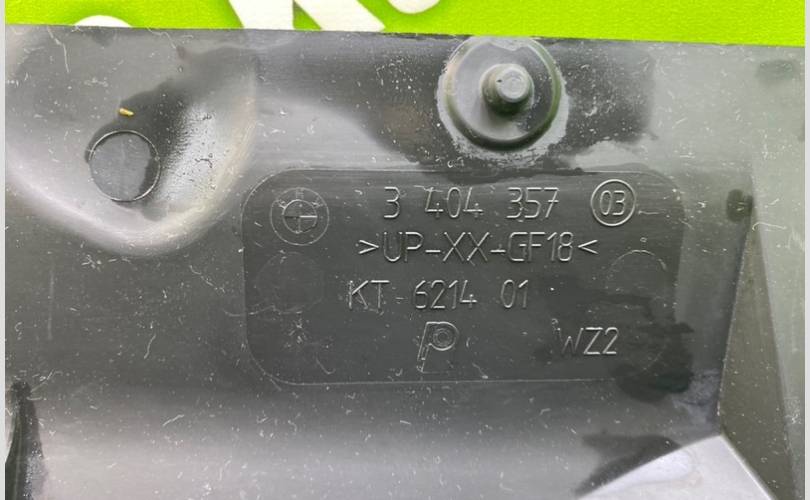 3 404 357 03
>UP-XX-GF18<
KT-6214 01
P WZ2